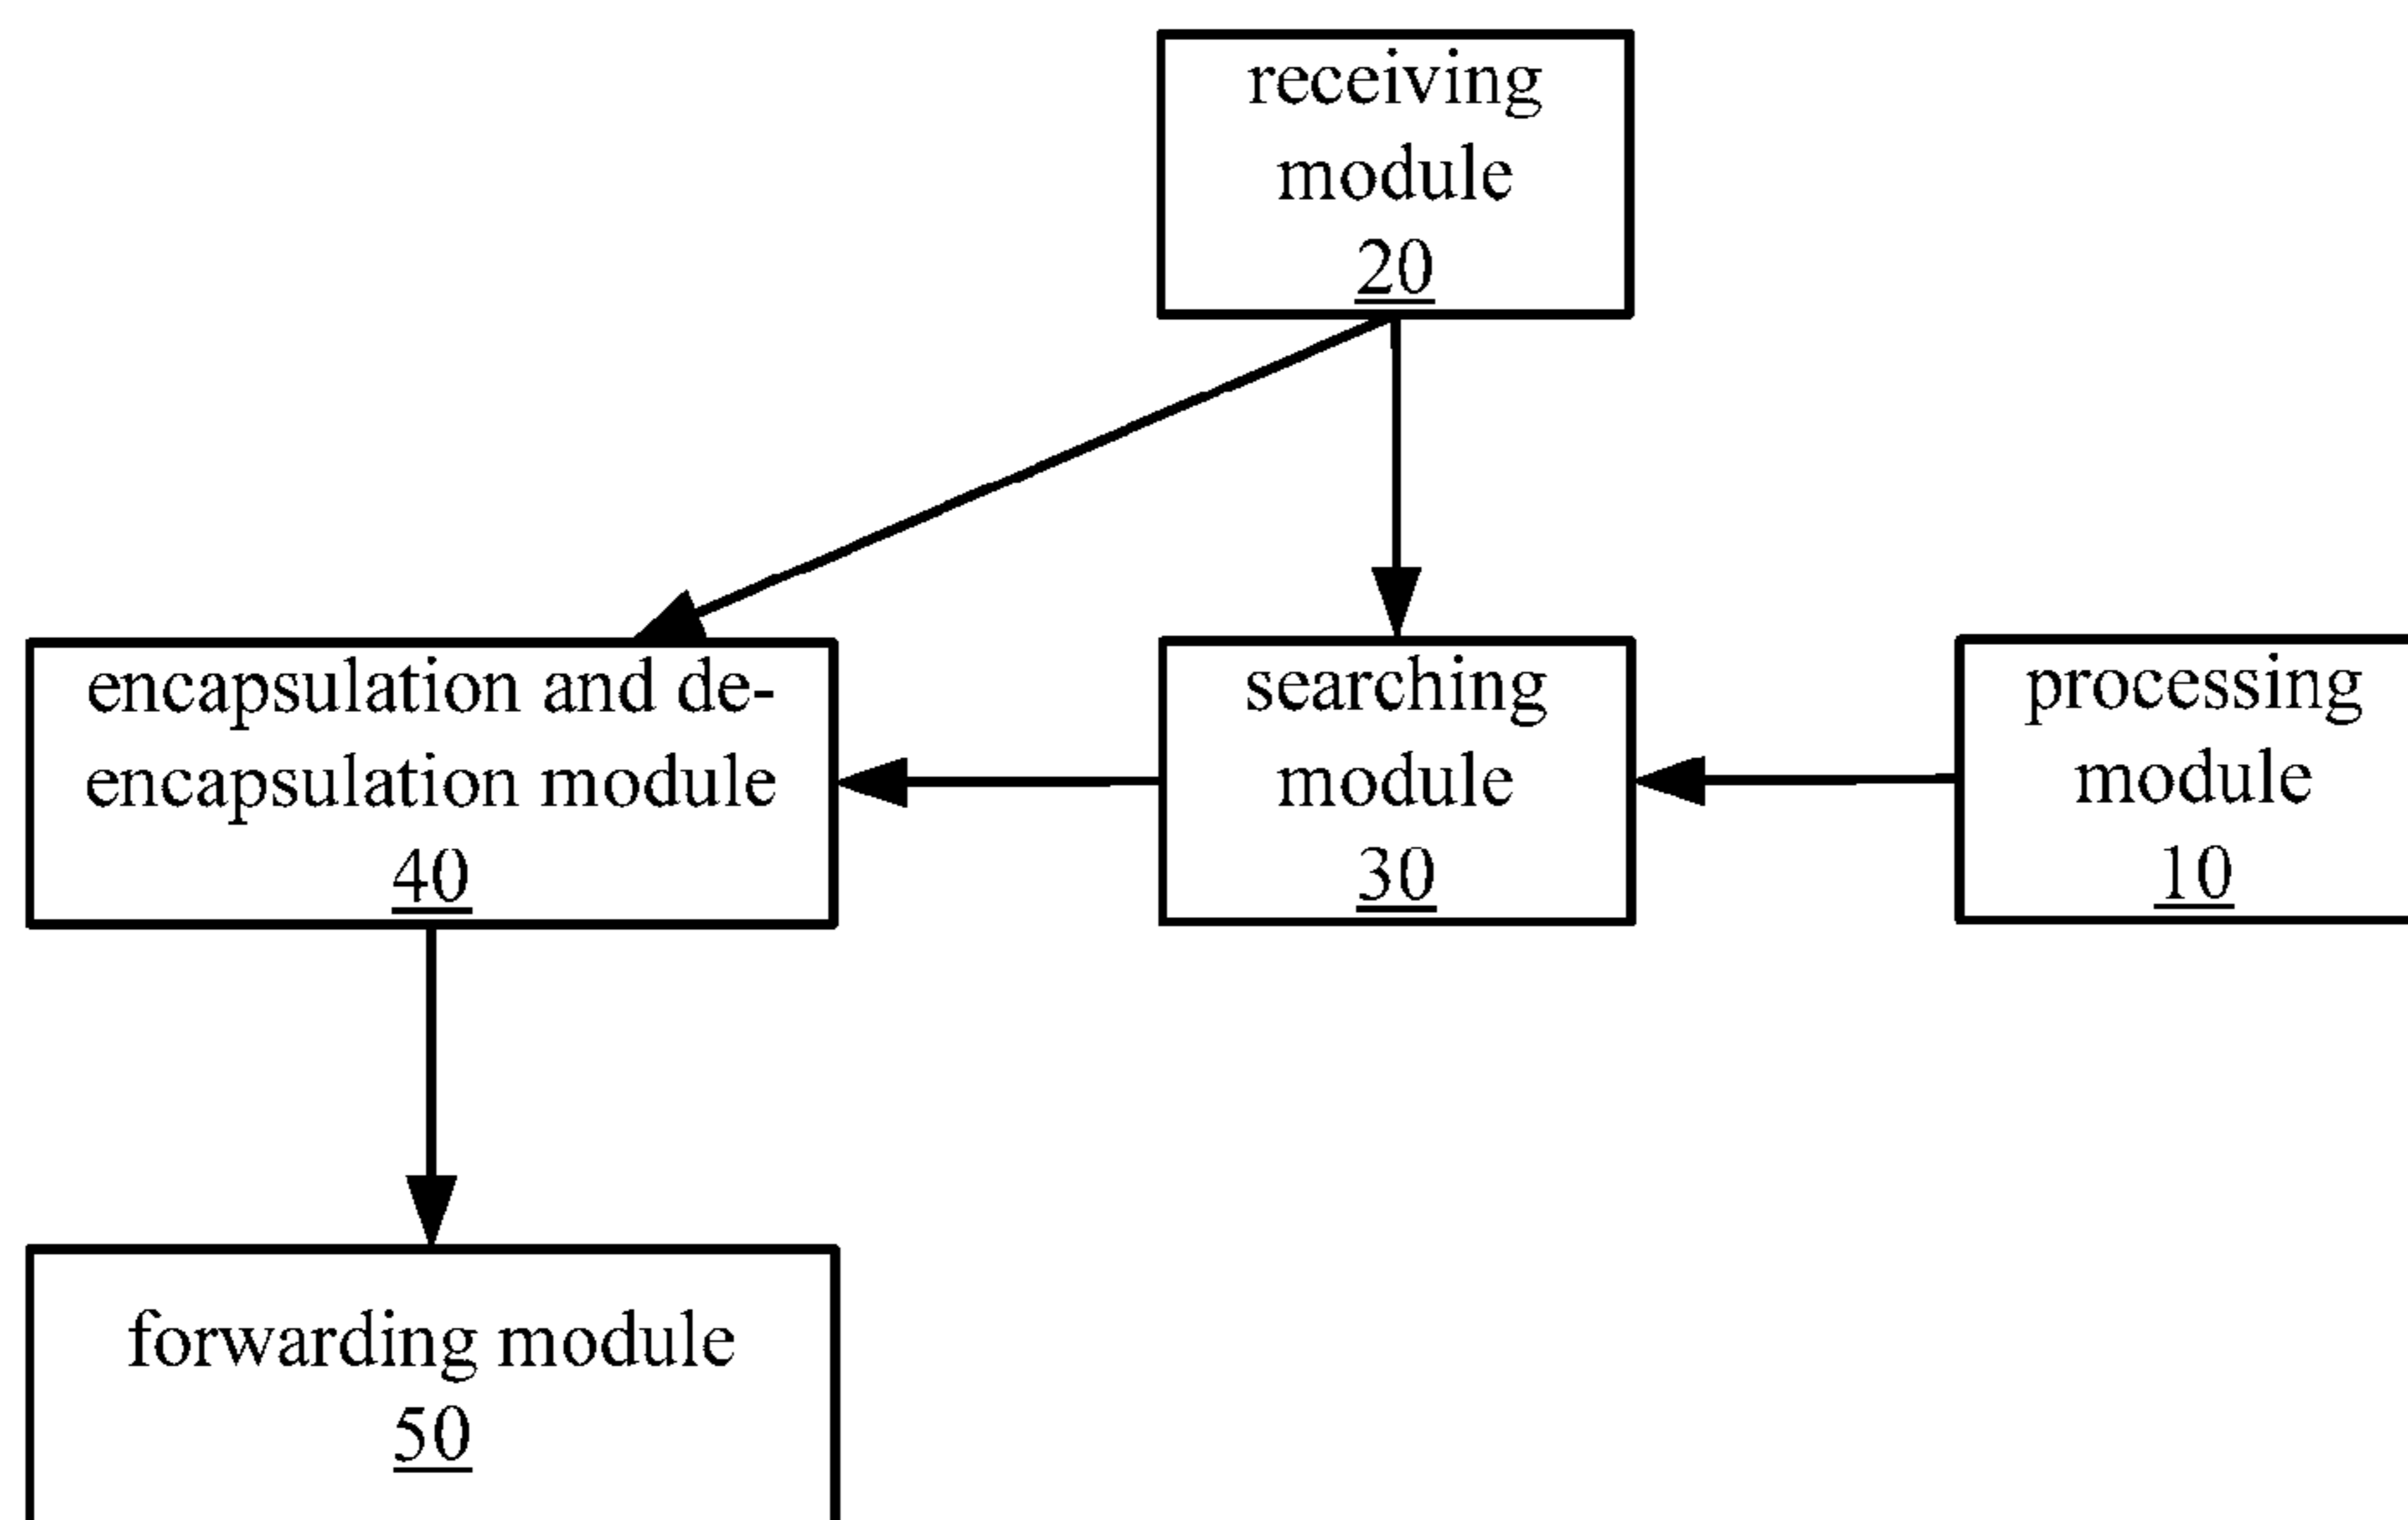 receiving
module
20
encapsulation and de-
encapsulation module
40
searching
module
30
processing
module
10
forwarding module
50